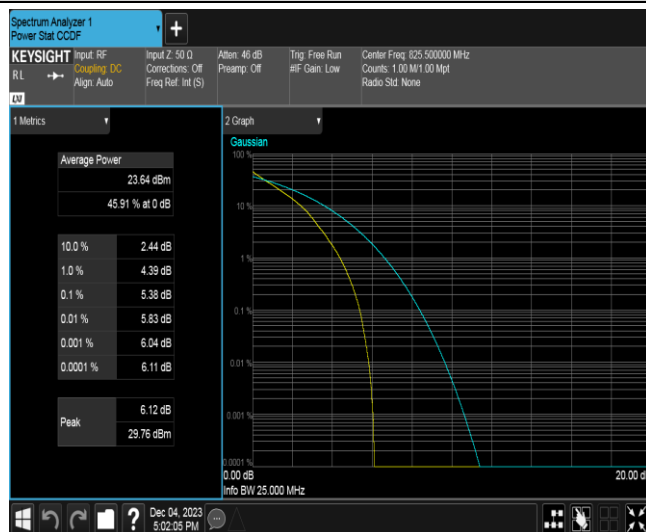 Spectrum Analyzer 1
Power Stat CCDF
+
KEYSIGHT
RL
LXI
Input: RF
Coupling: DC
Align: Auto
Input Z: 50 Ω
Corrections: Off
Freq Ref: Int (S)
Atten: 46 dB
Preamp: Off
Trig: Free Run
#IF Gain: Low
Center Freq: 825.500000 MHz
Counts: 1.00 M/1.00 Mpt
Radio Std: None
1 Metrics
Average Power
23.64 dBm
45.91 % at 0 dB
10.0 % 2.44 dB
1.0 % 4.39 dB
0.1 % 5.38 dB
0.01 % 5.83 dB
0.001 % 6.04 dB
0.0001 % 6.11 dB
Peak
6.12 dB
29.76 dBm
2 Graph
Gaussian
100 %
10 %
1 %
0.1 %
0.01 %
0.001 %
0.0001 %
0.00 dB
20.00 d
Info BW 25.000 MHz
?
Dec 04, 2023
5:02:05 PM